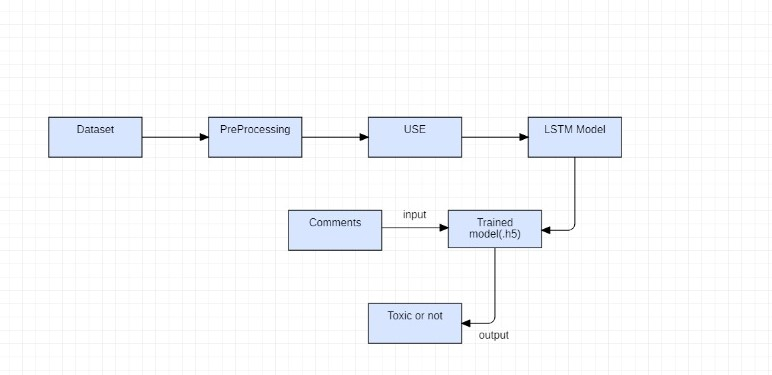 Dataset
PreProcessing
USE
LSTM Model
Comments
input
Trained
model(.h5)
Toxic or not
output